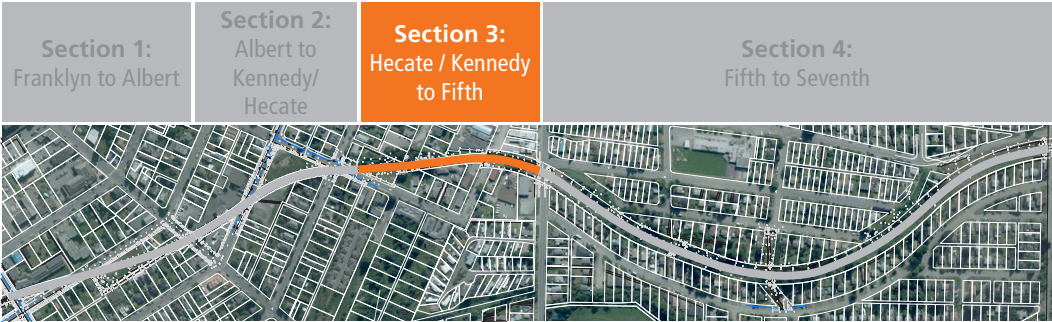 Section 1:
Franklyn to Albert
Section 2:
Albert to
Kennedy/
Hecate
Section 3:
Hecate / Kennedy
to Fifth
Section 4:
Fifth to Seventh